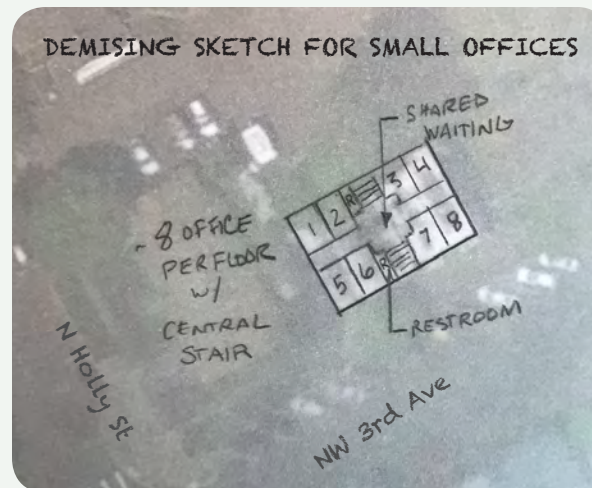 DEMISING SKETCH FOR SMALL OFFICES
SHARED
WAITING
~ 8 OFFICE
PER FLOOR
w/
CENTRAL
STAIR
1 2 R 3 4
5 6 R 7 8
RESTROOM
N Holly St
NW 3rd Ave